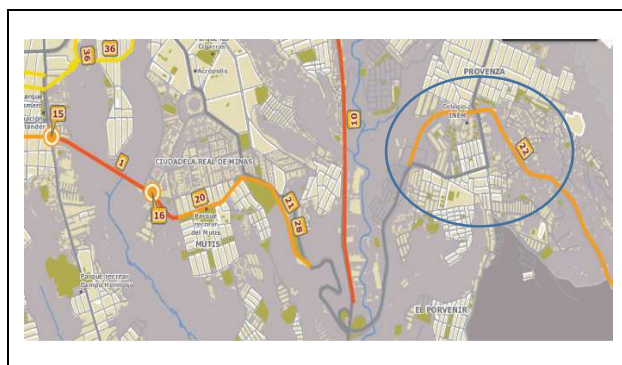 36
36
Cigarras
Acrópolis
15
1
16
20
Parque
recrear
del Mutis
MUTIS
CIUDADELA REAL DE MINAS
21
28
10
PROVENZA
Colegio
INEM
22
EL PORVENIR
Parque recrear
Campo Hermoso